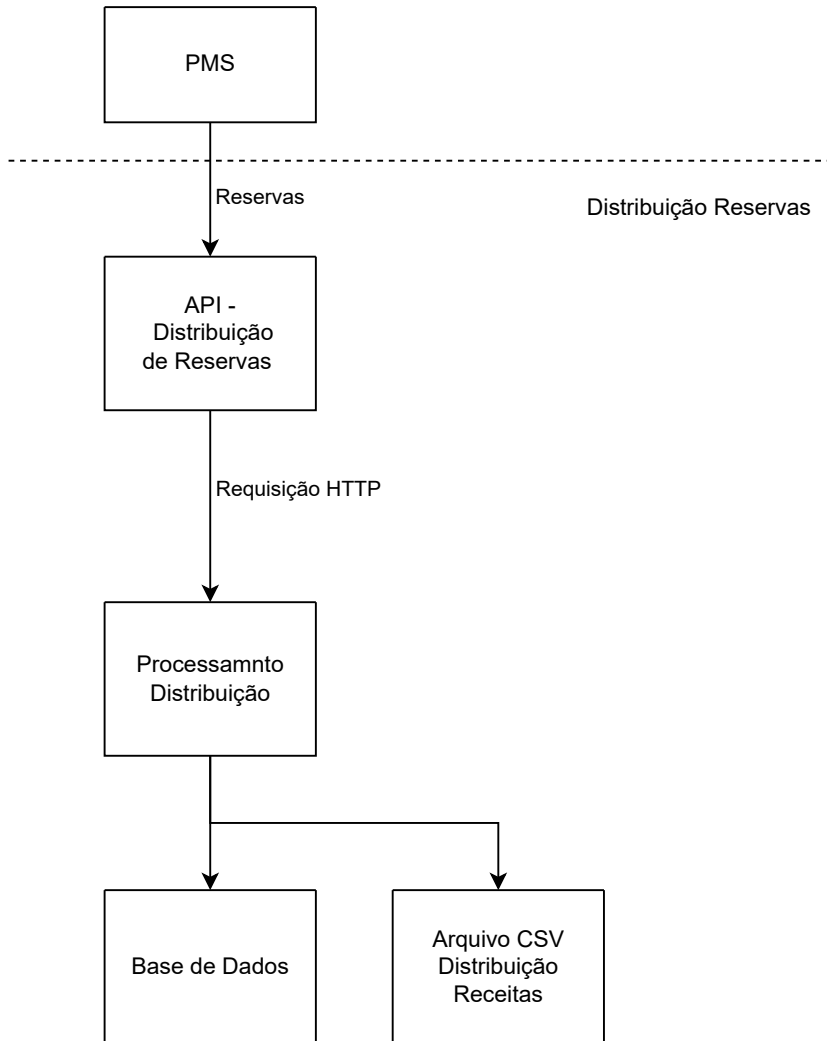 PMS
Reservas
Distribuição Reservas
API -
Distribuição
de Reservas
Requisição HTTP
Processamnto
Distribuição
Base de Dados
Arquivo CSV
Distribuição
Receitas